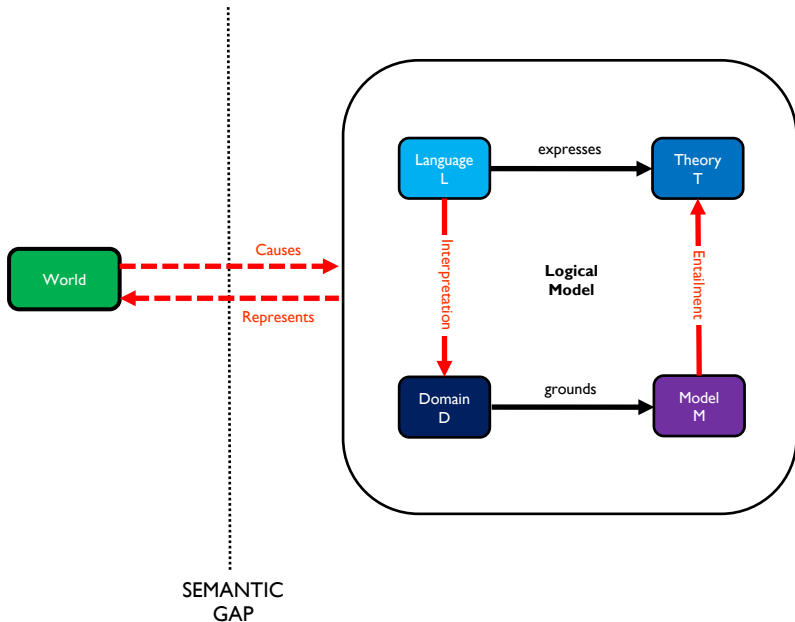 Language
L
expresses
Theory
T
Causes
World
Represents
Interpretation
Logical
Model
Entailment
Domain
D
grounds
Model
M
SEMANTIC
GAP